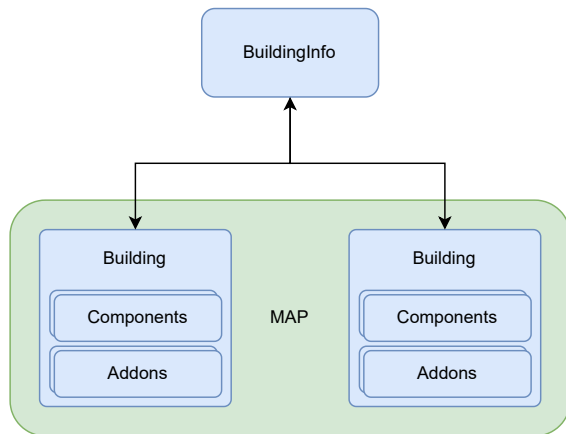 BuildingInfo
Building
Components
Addons
MAP
Building
Components
Addons